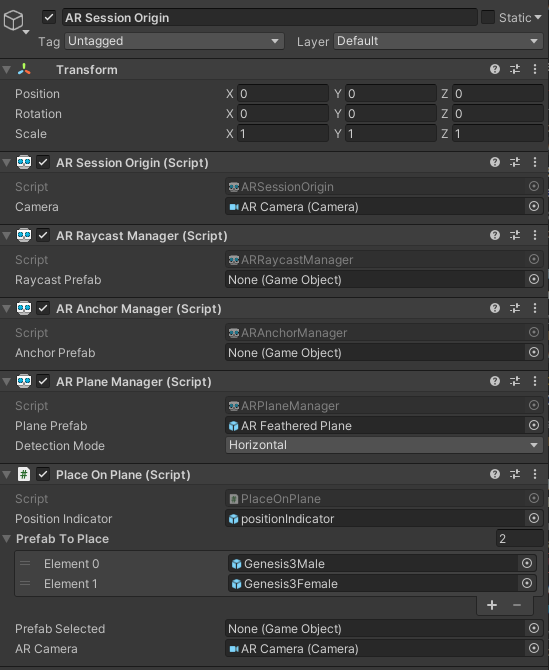 AR Session Origin Static
Tag Untagged Layer Default
Transform
Position X 0 Y 0 Z 0
Rotation X 0 Y 0 Z 0
Scale X 1 Y 1 Z 1
AR Session Origin (Script)
Script ARSessionOrigin
Camera AR Camera (Camera)
AR Raycast Manager (Script)
Script ARRaycastManager
Raycast Prefab None (Game Object)
AR Anchor Manager (Script)
Script ARAnchorManager
Anchor Prefab None (Game Object)
AR Plane Manager (Script)
Script ARPlaneManager
Plane Prefab AR Feathered Plane
Detection Mode Horizontal
# Place On Plane (Script)
Script # PlaceOnPlane
Position Indicator positionIndicator
Prefab To Place 2
Element 0 Genesis3Male
Element 1 Genesis3Female
+ −
Prefab Selected None (Game Object)
AR Camera AR Camera (Camera)